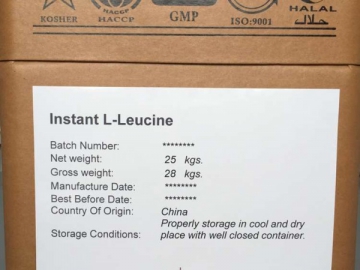 KOSHER HACCP HACCP GMP ISO:9001 HALAL حلال
Instant L-Leucine
Batch Number: ********
Net weight: 25 kgs.
Gross weight: 28 kgs.
Manufacture Date: ********
Best Before Date: ********
Country Of Origin: China
Storage Conditions: Properly storage in cool and dry
place with well closed container.